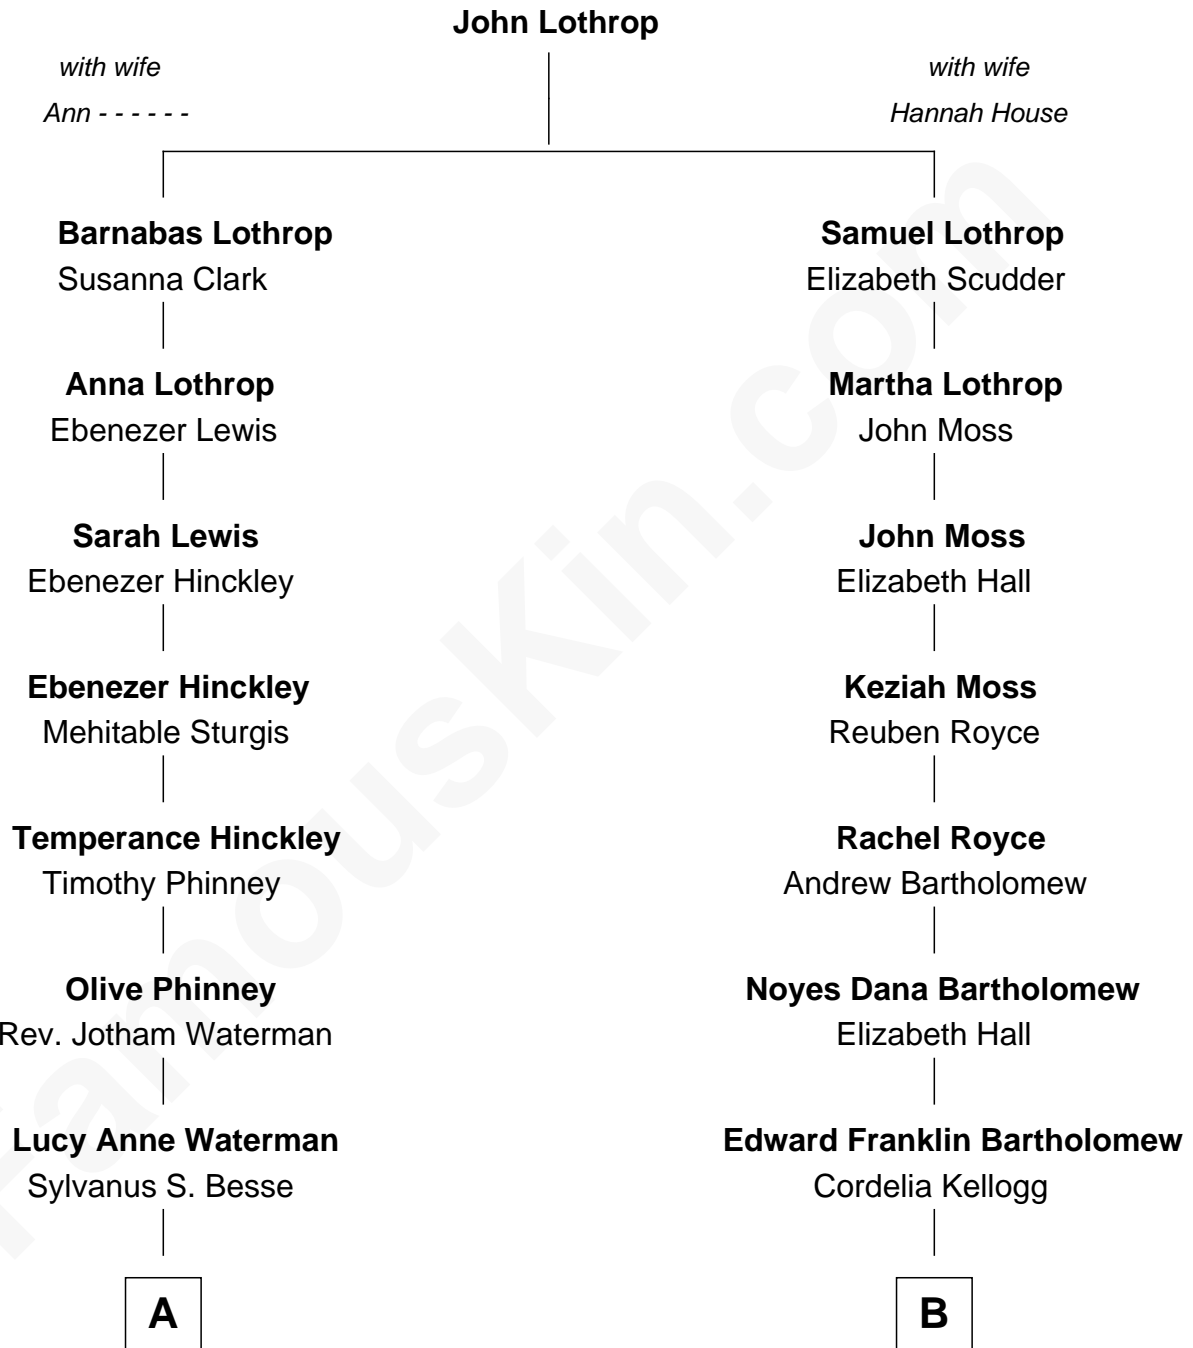 John Lothrop
with wife
Ann - - - - - -
with wife
Hannah House
Barnabas Lothrop
Susanna Clark
Samuel Lothrop
Elizabeth Scudder
Anna Lothrop
Ebenezer Lewis
Martha Lothrop
John Moss
Sarah Lewis
Ebenezer Hinckley
John Moss
Elizabeth Hall
Ebenezer Hinckley
Mehitable Sturgis
Keziah Moss
Reuben Royce
Temperance Hinckley
Timothy Phinney
Rachel Royce
Andrew Bartholomew
Olive Phinney
Rev. Jotham Waterman
Noyes Dana Bartholomew
Elizabeth Hall
Lucy Anne Waterman
Sylvanus S. Besse
Edward Franklin Bartholomew
Cordelia Kellogg
A
B
FamousKin.com